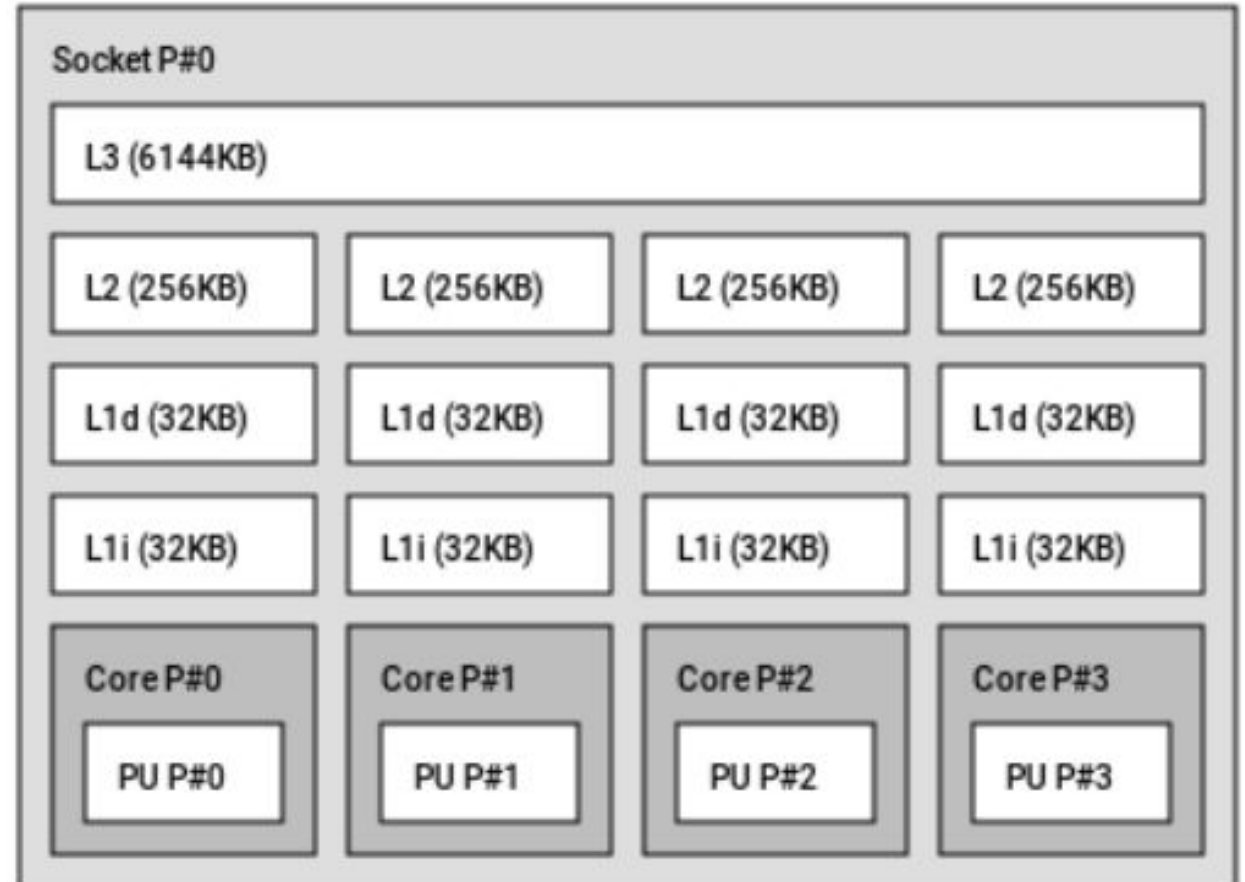 Socket P#0
L3 (6144KB)
L2 (256KB) L2 (256KB) L2 (256KB) L2 (256KB)
L1d (32KB) L1d (32KB) L1d (32KB) L1d (32KB)
L1i (32KB) L1i (32KB) L1i (32KB) L1i (32KB)
Core P#0 Core P#1 Core P#2 Core P#3
PU P#0 PU P#1 PU P#2 PU P#3